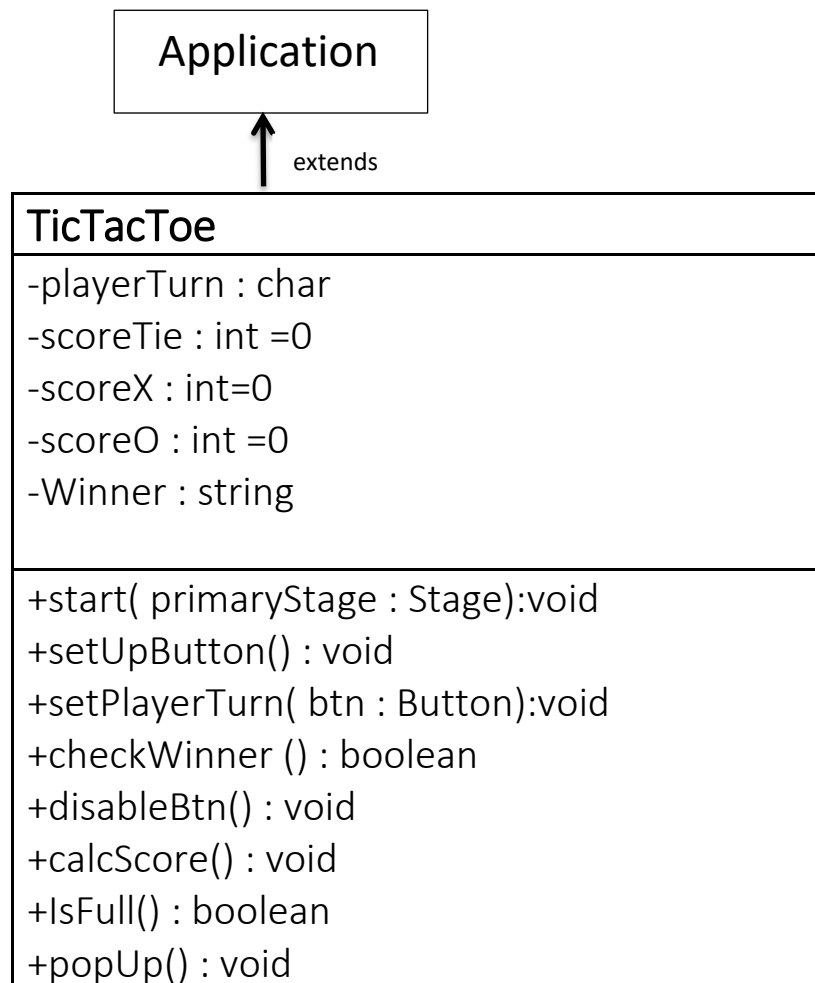 Application
extends
TicTacToe
-playerTurn : char
-scoreTie : int =0
-scoreX : int=0
-scoreO : int =0
-Winner : string
+start( primaryStage : Stage):void
+setUpButton() : void
+setPlayerTurn( btn : Button):void
+checkWinner () : boolean
+disableBtn() : void
+calcScore() : void
+IsFull() : boolean
+popUp() : void